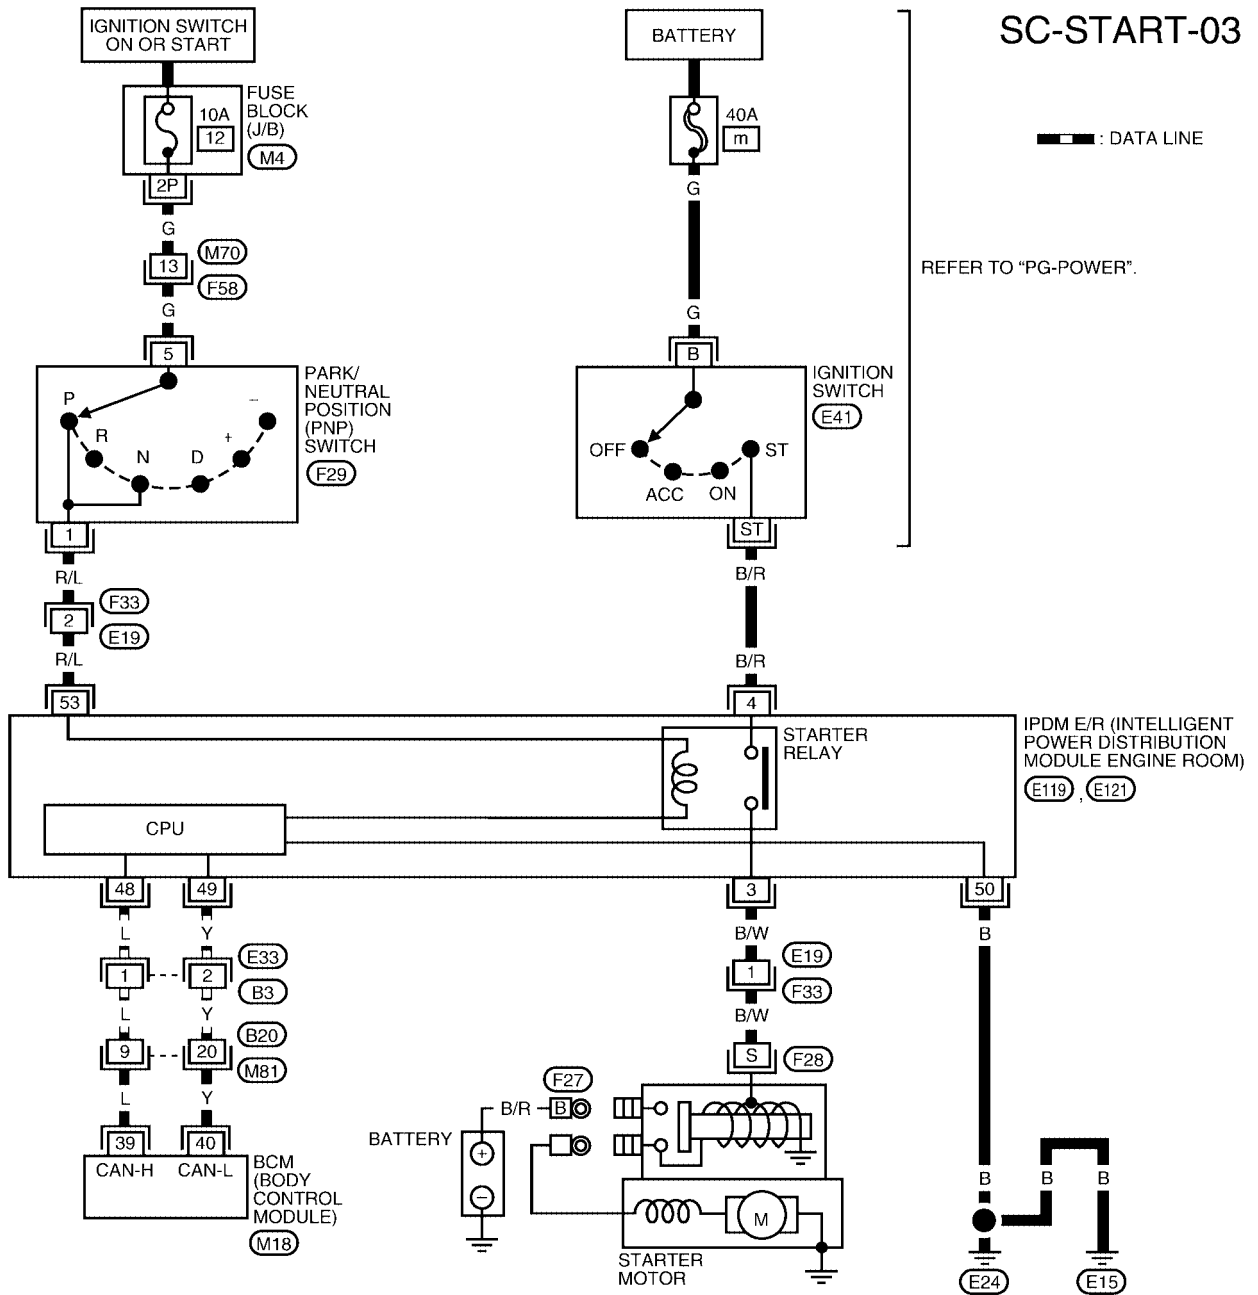 SC-START-03
IGNITION SWITCH
ON OR START
BATTERY
FUSE
BLOCK
(J/B)
M4
10A
12
40A
m
: DATA LINE
2P
G
G
13
M70
F58
REFER TO “PG-POWER”.
G
G
5
B
PARK/
NEUTRAL
POSITION
(PNP)
SWITCH
F29
P
R
N
D
+
−
IGNITION
SWITCH
E41
OFF
ACC
ON
ST
1
ST
R/L
B/R
2
F33
E19
R/L
B/R
53
4
STARTER
RELAY
IPDM E/R (INTELLIGENT
POWER DISTRIBUTION
MODULE ENGINE ROOM)
E119 , E121
CPU
48
49
3
50
L
Y
B/W
B
1
2
E33
B3
1
E19
F33
L
Y
B/W
9
20
B20
M81
S
F28
L
Y
F27
B/R
B
39
40
BATTERY
+
−
CAN-H
CAN-L
BCM
(BODY
CONTROL
MODULE)
M18
M
STARTER
MOTOR
B
B
B
E24
E15